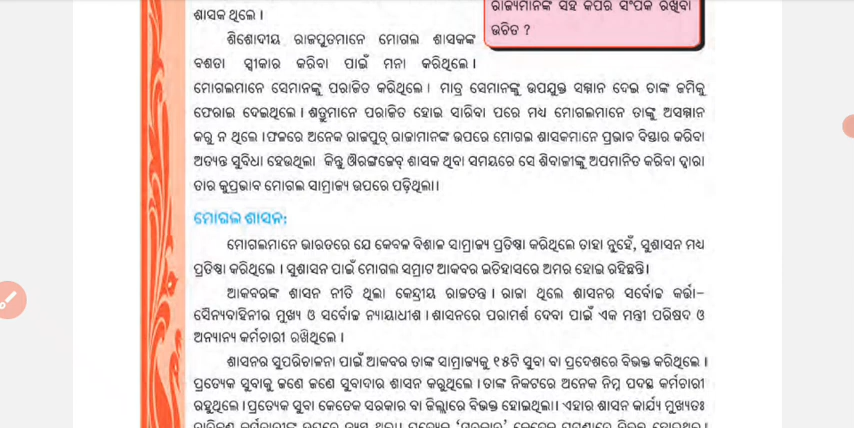 ଶାସକ ଥିଲେ ।
ରାଜ୍ୟମାନଙ୍କ ସହ କିପରି ସଂପର୍କ ରଖିବା
ଉଚିତ ?
ଶିଶୋଦୀୟ ରାଜପୁତମାନେ ମୋଗଲ ଶାସକଙ୍କ
ବଶତା ସ୍ୱୀକାର କରିବା ପାଇଁ ମନା କରିଥିଲେ ।
ମୋଗଲମାନେ ସେମାନଙ୍କୁ ପରାଜିତ କରିଥିଲେ । ମାତ୍ର ସେମାନଙ୍କୁ ଉପଯୁକ୍ତ ସମ୍ମାନ ଦେଇ ତାଙ୍କ ଜମିକୁ
ଫେରାଇ ଦେଇଥିଲେ । ଶତ୍ରୁମାନେ ପରାଜିତ ହୋଇ ସାରିବା ପରେ ମଧ୍ୟ ମୋଗଲମାନେ ତାଙ୍କୁ ଅସମ୍ମାନ
କରୁ ନ ଥିଲେ ।ଫଳରେ ଅନେକ ରାଜପୁତ୍ ରାଜାମାନଙ୍କ ଉପରେ ମୋଗଲ ଶାସକମାନେ ପ୍ରଭାବ ବିସ୍ତାର କରିବା
ଅତ୍ୟନ୍ତ ସୁବିଧା ହେଉଥିଲା କିନ୍ତୁ ଔରଙ୍ଗଜେବ୍ ଶାସକ ଥିବା ସମୟରେ ସେ ଶିବାଜୀଙ୍କୁ ଅପମାନିତ କରିବା ଦ୍ୱାରା
ତାର କୁପ୍ରଭାବ ମୋଗଲ ସାମ୍ରାଜ୍ୟ ଉପରେ ପଡ଼ିଥିଲା।
ମୋଗଲ ଶାସନ:
ମୋଗଲମାନେ ଭାରତରେ ଯେ କେବଳ ବିଶାଳ ସାମ୍ରାଜ୍ୟ ପ୍ରତିଷ୍ଠା କରିଥିଲେ ତାହା ନୁହେଁ, ସୁଶାସନ ମଧ୍ୟ
ପ୍ରତିଷ୍ଠା କରିଥିଲେ । ସୁଶାସନ ପାଇଁ ମୋଗଲ ସମ୍ରାଟ ଆକବର ଇତିହାସରେ ଅମର ହୋଇ ରହିଛନ୍ତି।
ଆକବରଙ୍କ ଶାସନ ନୀତି ଥିଲା କେନ୍ଦ୍ରୀୟ ରାଜତନ୍ତ୍ର । ରାଜା ଥିଲେ ଶାସନର ସର୍ବୋଚ୍ଚ କର୍ତ୍ତା–
ସୈନ୍ୟବାହିନୀର ମୁଖ୍ୟ ଓ ସର୍ବୋଚ୍ଚ ନ୍ୟାୟାଧୀଶ । ଶାସନରେ ପରାମର୍ଶ ଦେବା ପାଇଁ ଏକ ମନ୍ତ୍ରୀ ପରିଷଦ ଓ
ଅନ୍ୟାନ୍ୟ କର୍ମଚାରୀ ରଖିଥିଲେ ।
ଶାସନର ସୁପରିଚାଳନା ପାଇଁ ଆକବର ତାଙ୍କ ସାମ୍ରାଜ୍ୟକୁ ୧୫ଟି ସୁବା ବା ପ୍ରଦେଶରେ ବିଭକ୍ତ କରିଥିଲେ ।
ପ୍ରତ୍ୟେକ ସୁବାକୁ ଜଣେ ଜଣେ ସୁବାଦାର ଶାସନ କରୁଥିଲେ । ତାଙ୍କ ନିକଟରେ ଅନେକ ନିମ୍ନ ପଦସ୍ଥ କର୍ମଚାରୀ
ରହୁଥିଲେ । ପ୍ରତ୍ୟେକ ସୁବା କେତେକ ସରକାର ବା ଜିଲ୍ଲାରେ ବିଭକ୍ତ ହୋଇଥିଲା। ଏହାର ଶାସନ କାର୍ଯ୍ୟ ମୁଖ୍ୟତଃ